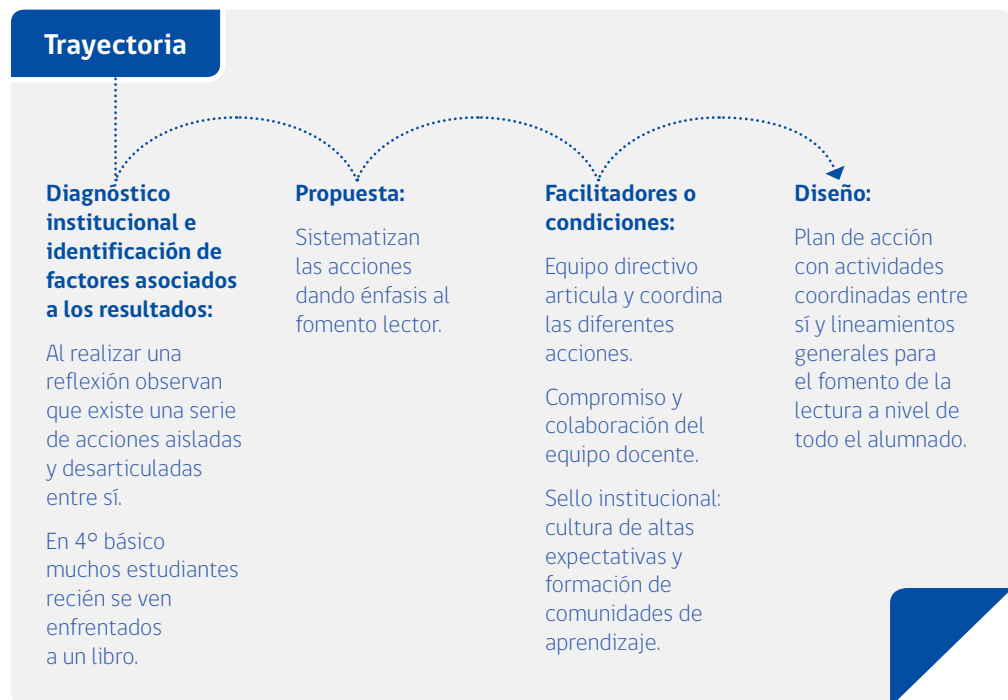 Trayectoria
Diagnóstico
institucional e
identificación de
factores asociados
a los resultados:
Al realizar una
reflexión observan
que existe una serie
de acciones aisladas
y desarticuladas
entre sí.
En 4º básico
muchos estudiantes
recién se ven
enfrentados
a un libro.
Propuesta:
Sistematizan
las acciones
dando énfasis al
fomento lector.
Facilitadores o
condiciones:
Equipo directivo
articula y coordina
las diferentes
acciones.
Compromiso y
colaboración del
equipo docente.
Sello institucional:
cultura de altas
expectativas y
formación de
comunidades de
aprendizaje.
Diseño:
Plan de acción
con actividades
coordinadas entre
sí y lineamientos
generales para
el fomento de la
lectura a nivel de
todo el alumnado.